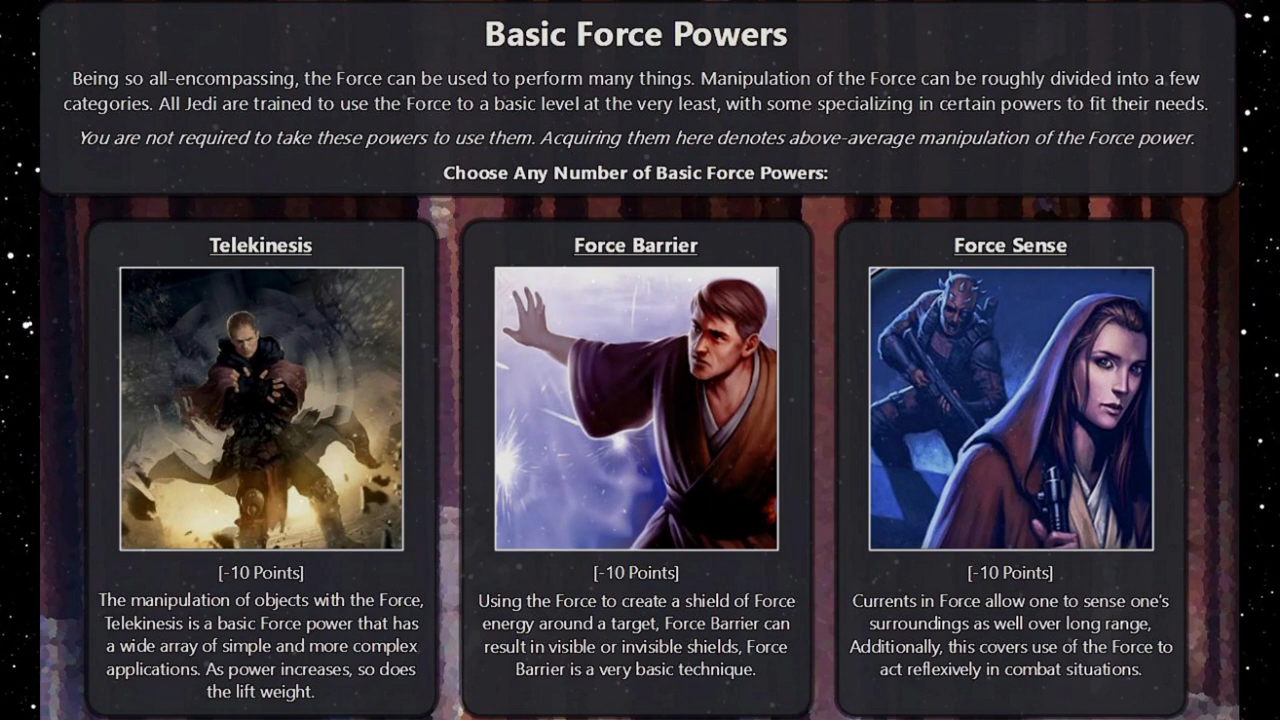 Basic Force Powers
Being so all-encompassing, the Force can be used to perform many things. Manipulation of the Force can be roughly divided into a few
categories. All Jedi are trained to use the Force to a basic level at the very least, with some specializing in certain powers to fit their needs.
You are not required to take these powers to use them. Acquiring them here denotes above-average manipulation of the Force power.
Choose Any Number of Basic Force Powers:
Telekinesis
[-10 Points]
The manipulation of objects with the Force,
Telekinesis is a basic Force power that has
a wide array of simple and more complex
applications. As power increases, so does
the lift weight.
Force Barrier
[-10 Points]
Using the Force to create a shield of Force
energy around a target, Force Barrier can
result in visible or invisible shields, Force
Barrier is a very basic technique.
Force Sense
[-10 Points]
Currents in Force allow one to sense one's
surroundings as well over long range,
Additionally, this covers use of the Force to
act reflexively in combat situations.